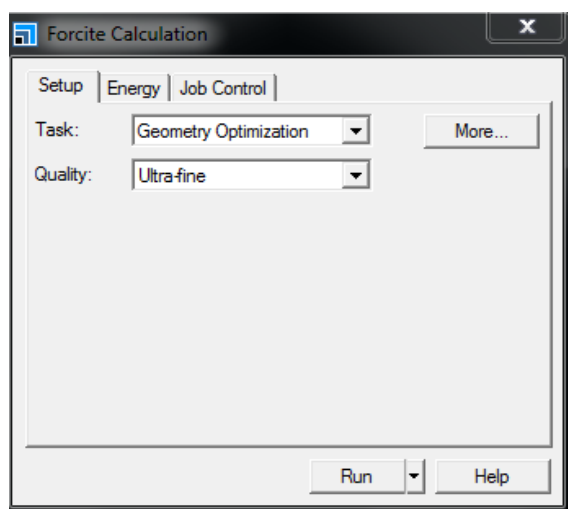 Forcite Calculation
Setup Energy Job Control
Task: Geometry Optimization More...
Quality: Ultra-fine
Run Help